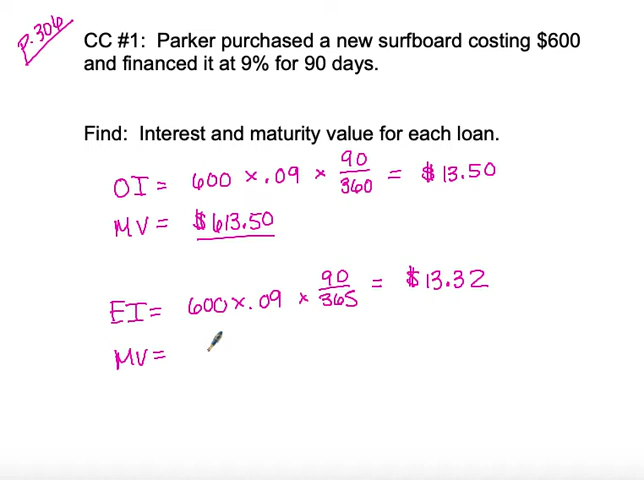 P.306
CC #1: Parker purchased a new surfboard costing $600
and financed it at 9% for 90 days.
Find: Interest and maturity value for each loan.
OI = 600 × .09 × 90/360 = $13.50
MV = $613.50
EI = 600 × .09 × 90/365 = $13.32
MV =